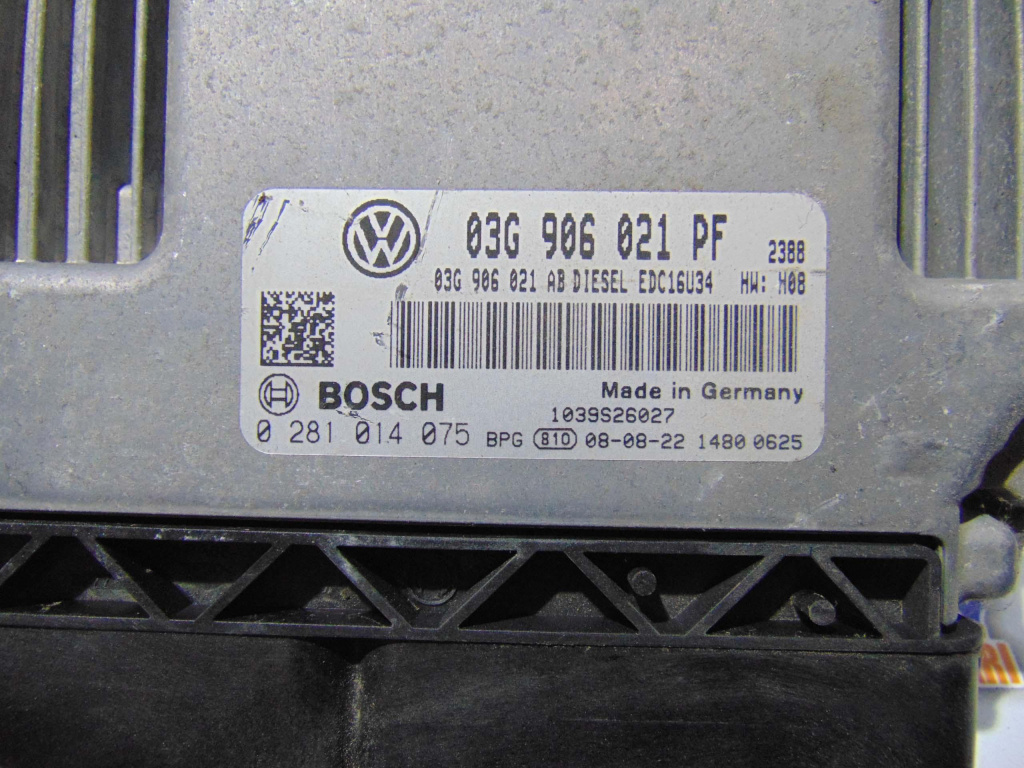 03G 906 021 PF 2388
03G 906 021 AB DIESEL EDC16U34 HW: H08
BOSCH Made in Germany
1039S26027
0 281 014 075 BPG 810 08-08-22 1480 0625
RI